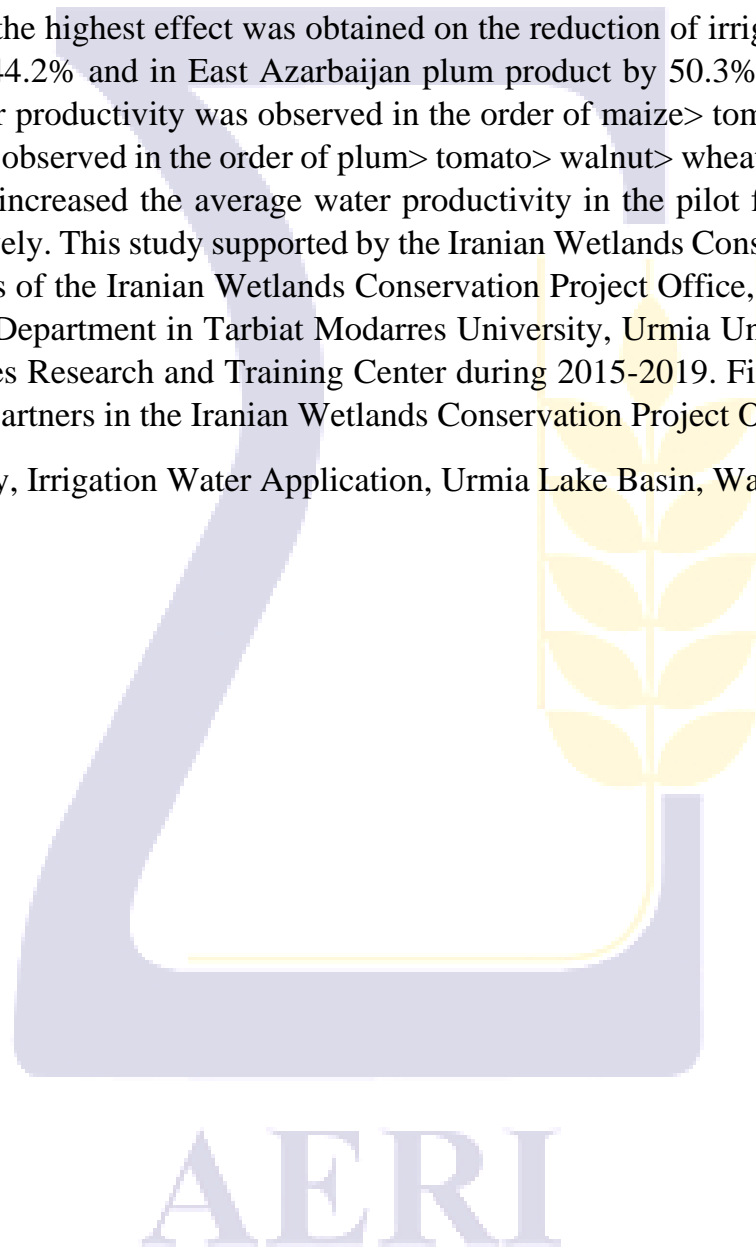 the highest effect was obtained on the reduction of irrig
44.2% and in East Azarbaijan plum product by 50.3%
r productivity was observed in the order of maize> tom
observed in the order of plum> tomato> walnut> whea
increased the average water productivity in the pilot f
ely. This study supported by the Iranian Wetlands Cons
s of the Iranian Wetlands Conservation Project Office,
Department in Tarbiat Modarres University, Urmia Un
es Research and Training Center during 2015-2019. Fi
artners in the Iranian Wetlands Conservation Project O
y, Irrigation Water Application, Urmia Lake Basin, Wa
AERI